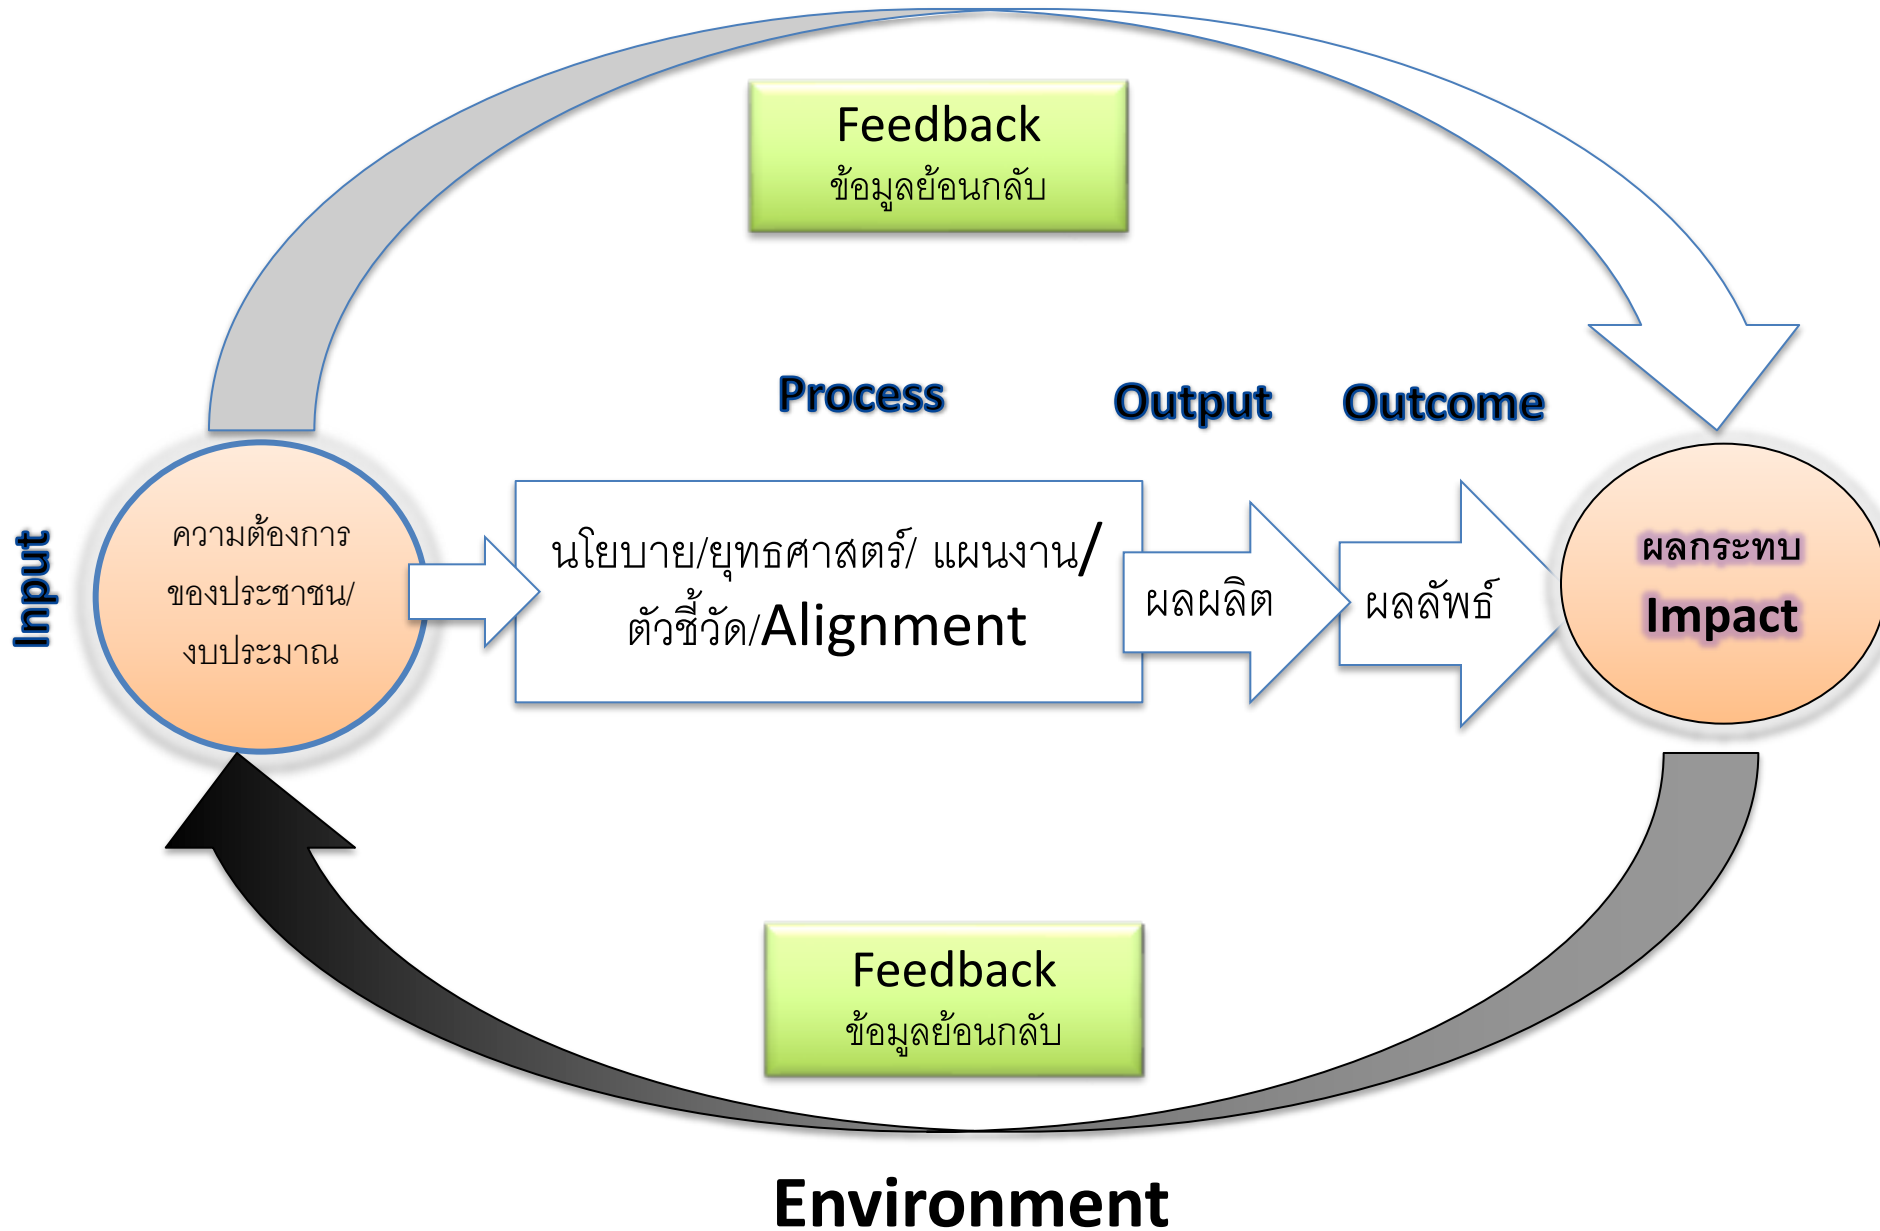 Feedback
ข้อมูลย้อนกลับ
Process
Output
Outcome
Input
ความต้องการ
ของประชาชน/
งบประมาณ
นโยบาย/ยุทธศาสตร์/ แผนงาน/
ตัวชี้วัด/Alignment
ผลผลิต
ผลลัพธ์
ผลกระทบ
Impact
Feedback
ข้อมูลย้อนกลับ
Environment